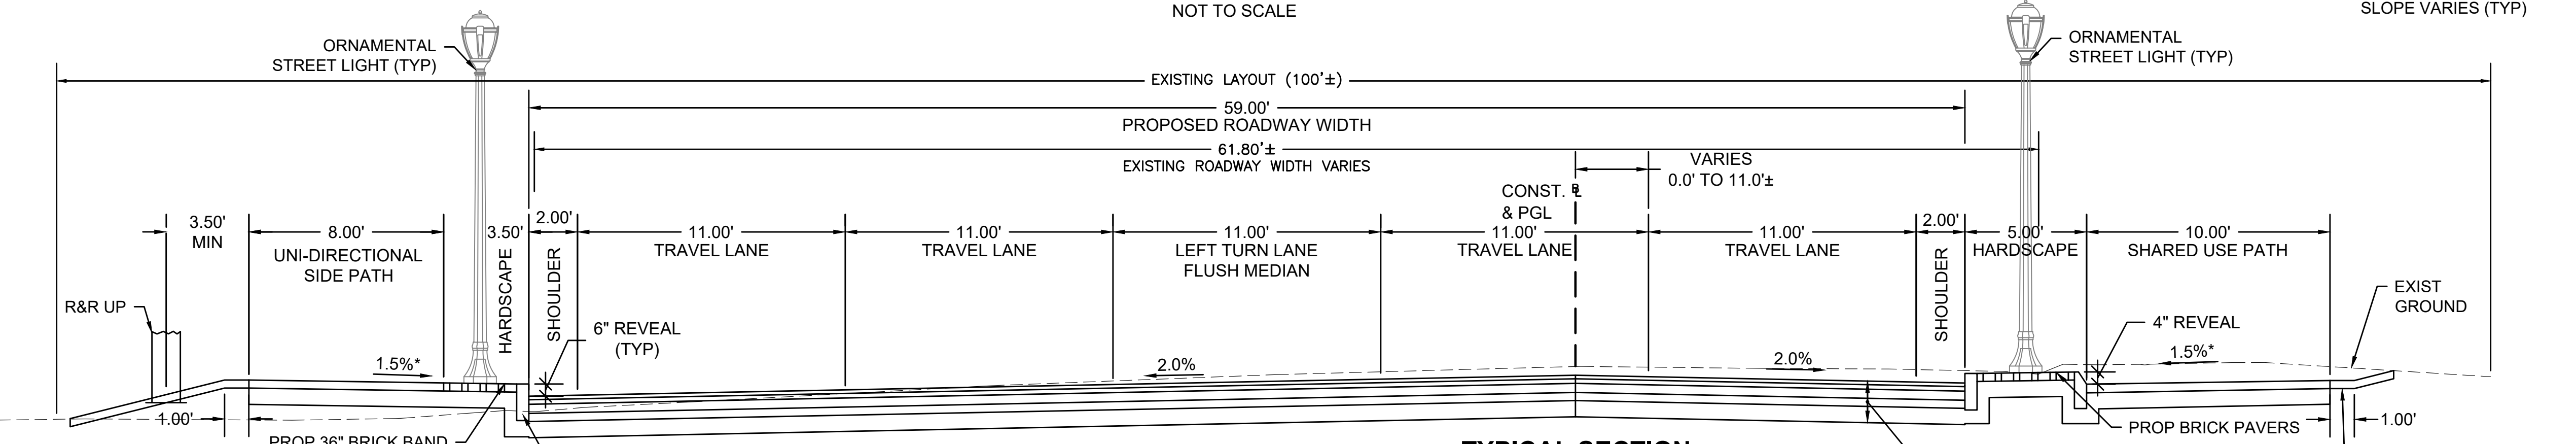 NOT TO SCALE
SLOPE VARIES (TYP)
ORNAMENTAL
STREET LIGHT (TYP)
ORNAMENTAL
STREET LIGHT (TYP)
EXISTING LAYOUT (100'±)
59.00'
PROPOSED ROADWAY WIDTH
61.80'±
EXISTING ROADWAY WIDTH VARIES
VARIES
0.0' TO 11.0'±
CONST. ℄
& PGL
3.50'
MIN
8.00'
UNI-DIRECTIONAL
SIDE PATH
3.50'
HARDSCAPE
2.00'
SHOULDER
11.00'
TRAVEL LANE
11.00'
TRAVEL LANE
11.00'
LEFT TURN LANE
FLUSH MEDIAN
11.00'
TRAVEL LANE
11.00'
TRAVEL LANE
2.00'
SHOULDER
5.00'
HARDSCAPE
10.00'
SHARED USE PATH
R&R UP
6" REVEAL
(TYP)
EXIST
GROUND
4" REVEAL
1.5%*
2.0%
2.0%
1.5%*
1.00'
PROP 36" BRICK BAND
TYPICAL SECTION
PROP BRICK PAVERS
1.00'